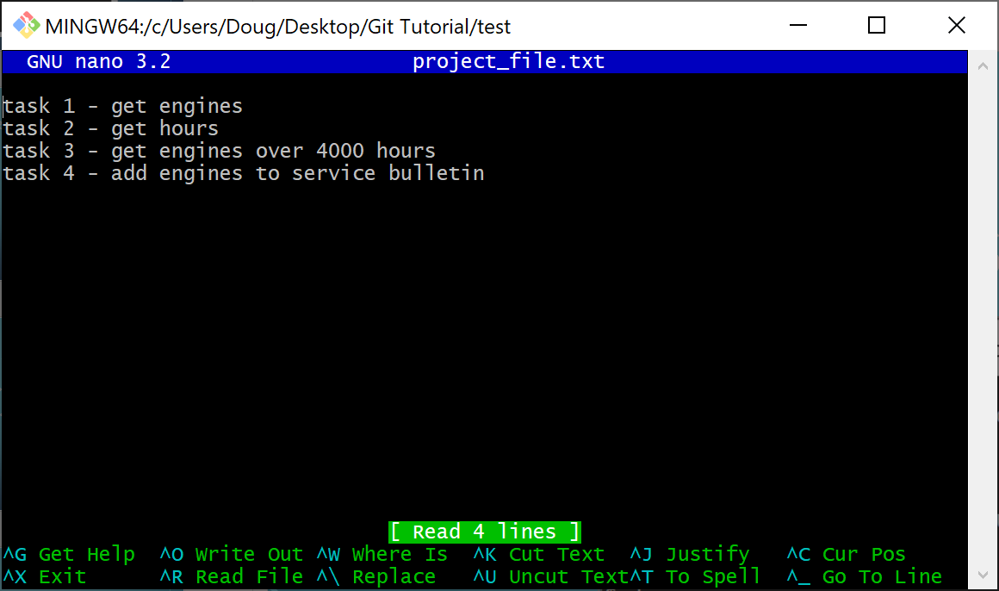 MINGW64:/c/Users/Doug/Desktop/Git Tutorial/test
GNU nano 3.2 project_file.txt
task 1 - get engines
task 2 - get hours
task 3 - get engines over 4000 hours
task 4 - add engines to service bulletin
[ Read 4 lines ]
^G Get Help ^O Write Out ^W Where Is ^K Cut Text ^J Justify ^C Cur Pos
^X Exit ^R Read File ^\ Replace ^U Uncut Text^T To Spell ^_ Go To Line